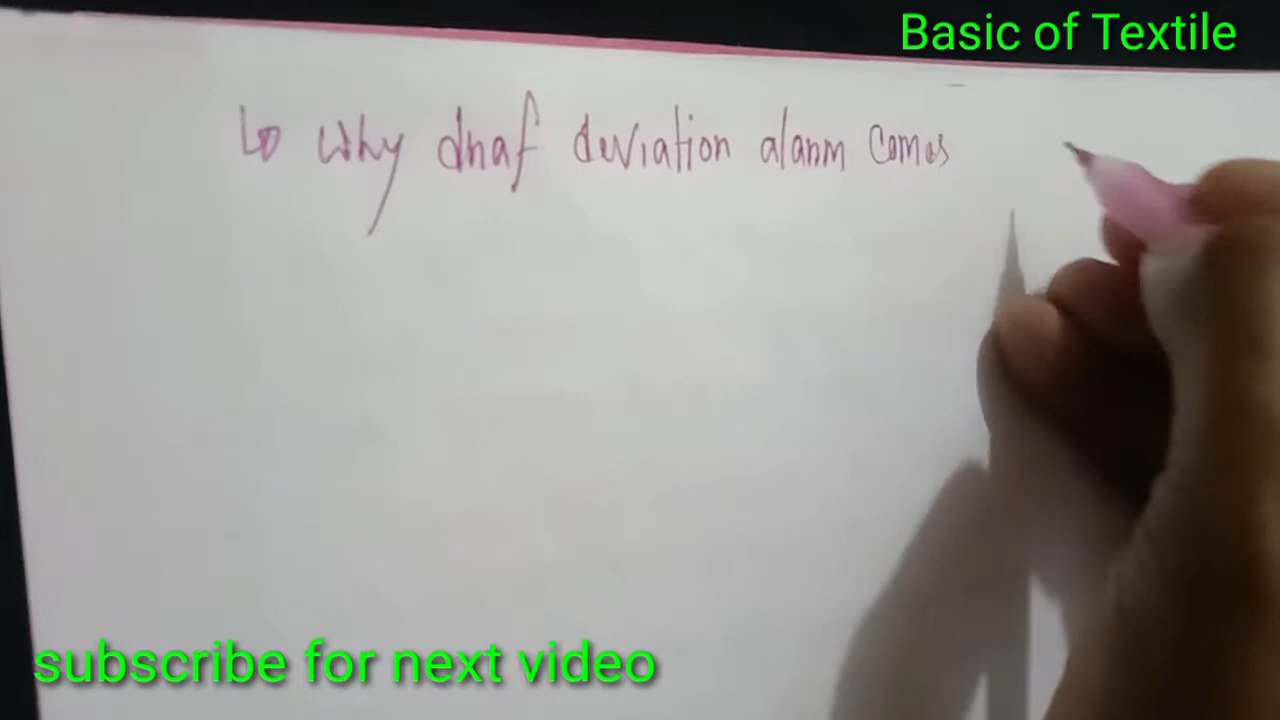 Basic of Textile
↳ Why draf deviation alarm comes
subscribe for next video